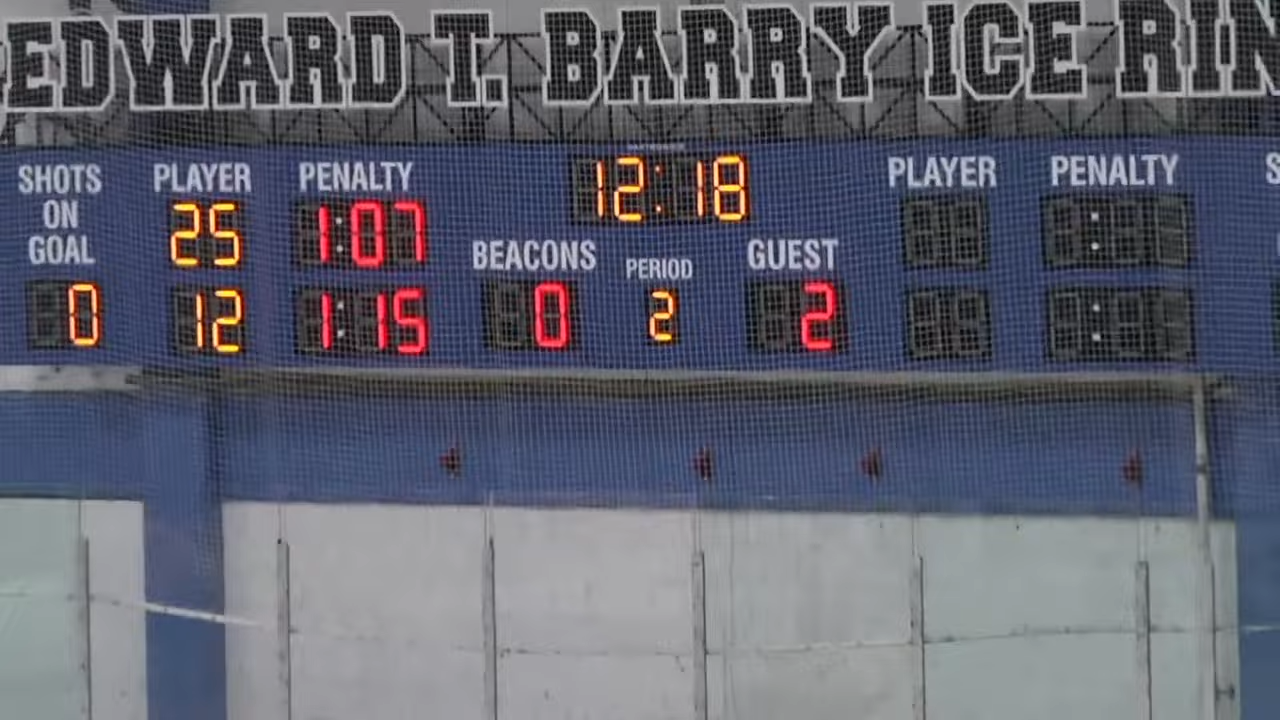 EDWARD T. BARRY ICE RIN
SHOTS ON GOAL
0
PLAYER
25
12
PENALTY
1:07
1:15
12:18
BEACONS
0
PERIOD
2
GUEST
2
PLAYER
PENALTY
S